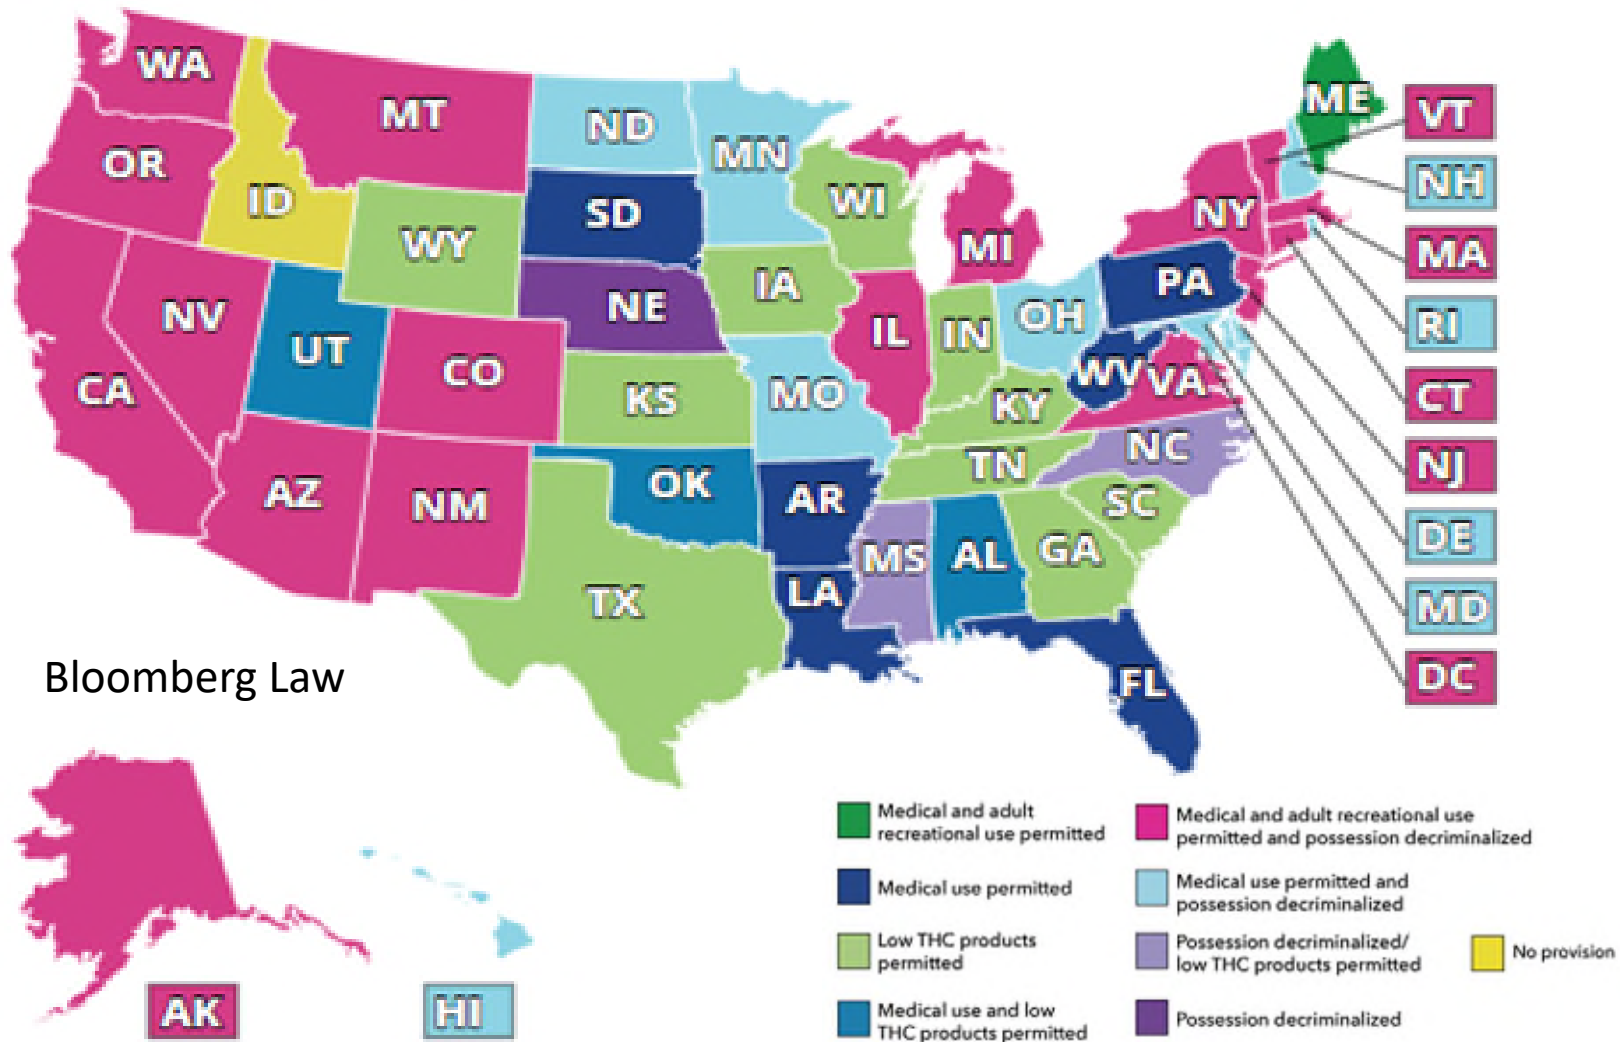 WA
MT
ND
MN
ME
VT
OR
ID
SD
WI
NH
WY
NY
MI
MA
NV
UT
NE
IA
PA
RI
CA
CO
IL
IN
OH
WV
VA
KS
MO
KY
CT
AZ
NM
OK
AR
TN
NC
NJ
SC
TX
LA
MS
AL
GA
DE
MD
Bloomberg Law
FL
DC
AK
HI
Medical and adult
recreational use permitted
Medical use permitted
Low THC products
permitted
Medical use and low
THC products permitted
Medical and adult recreational use
permitted and possession decriminalized
Medical use permitted and
possession decriminalized
Possession decriminalized/
low THC products permitted
Possession decriminalized
No provision